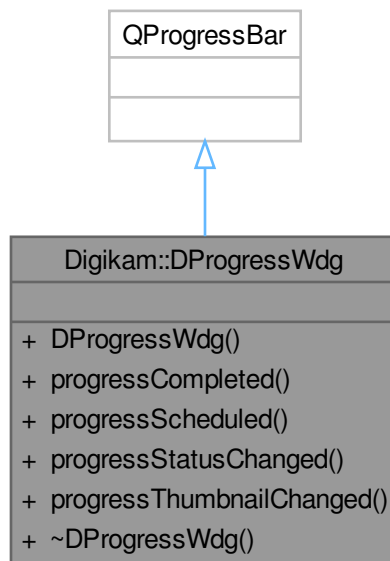 QProgressBar
Digikam::DProgressWdg
+ DProgressWdg()
+ progressCompleted()
+ progressScheduled()
+ progressStatusChanged()
+ progressThumbnailChanged()
+ ~DProgressWdg()